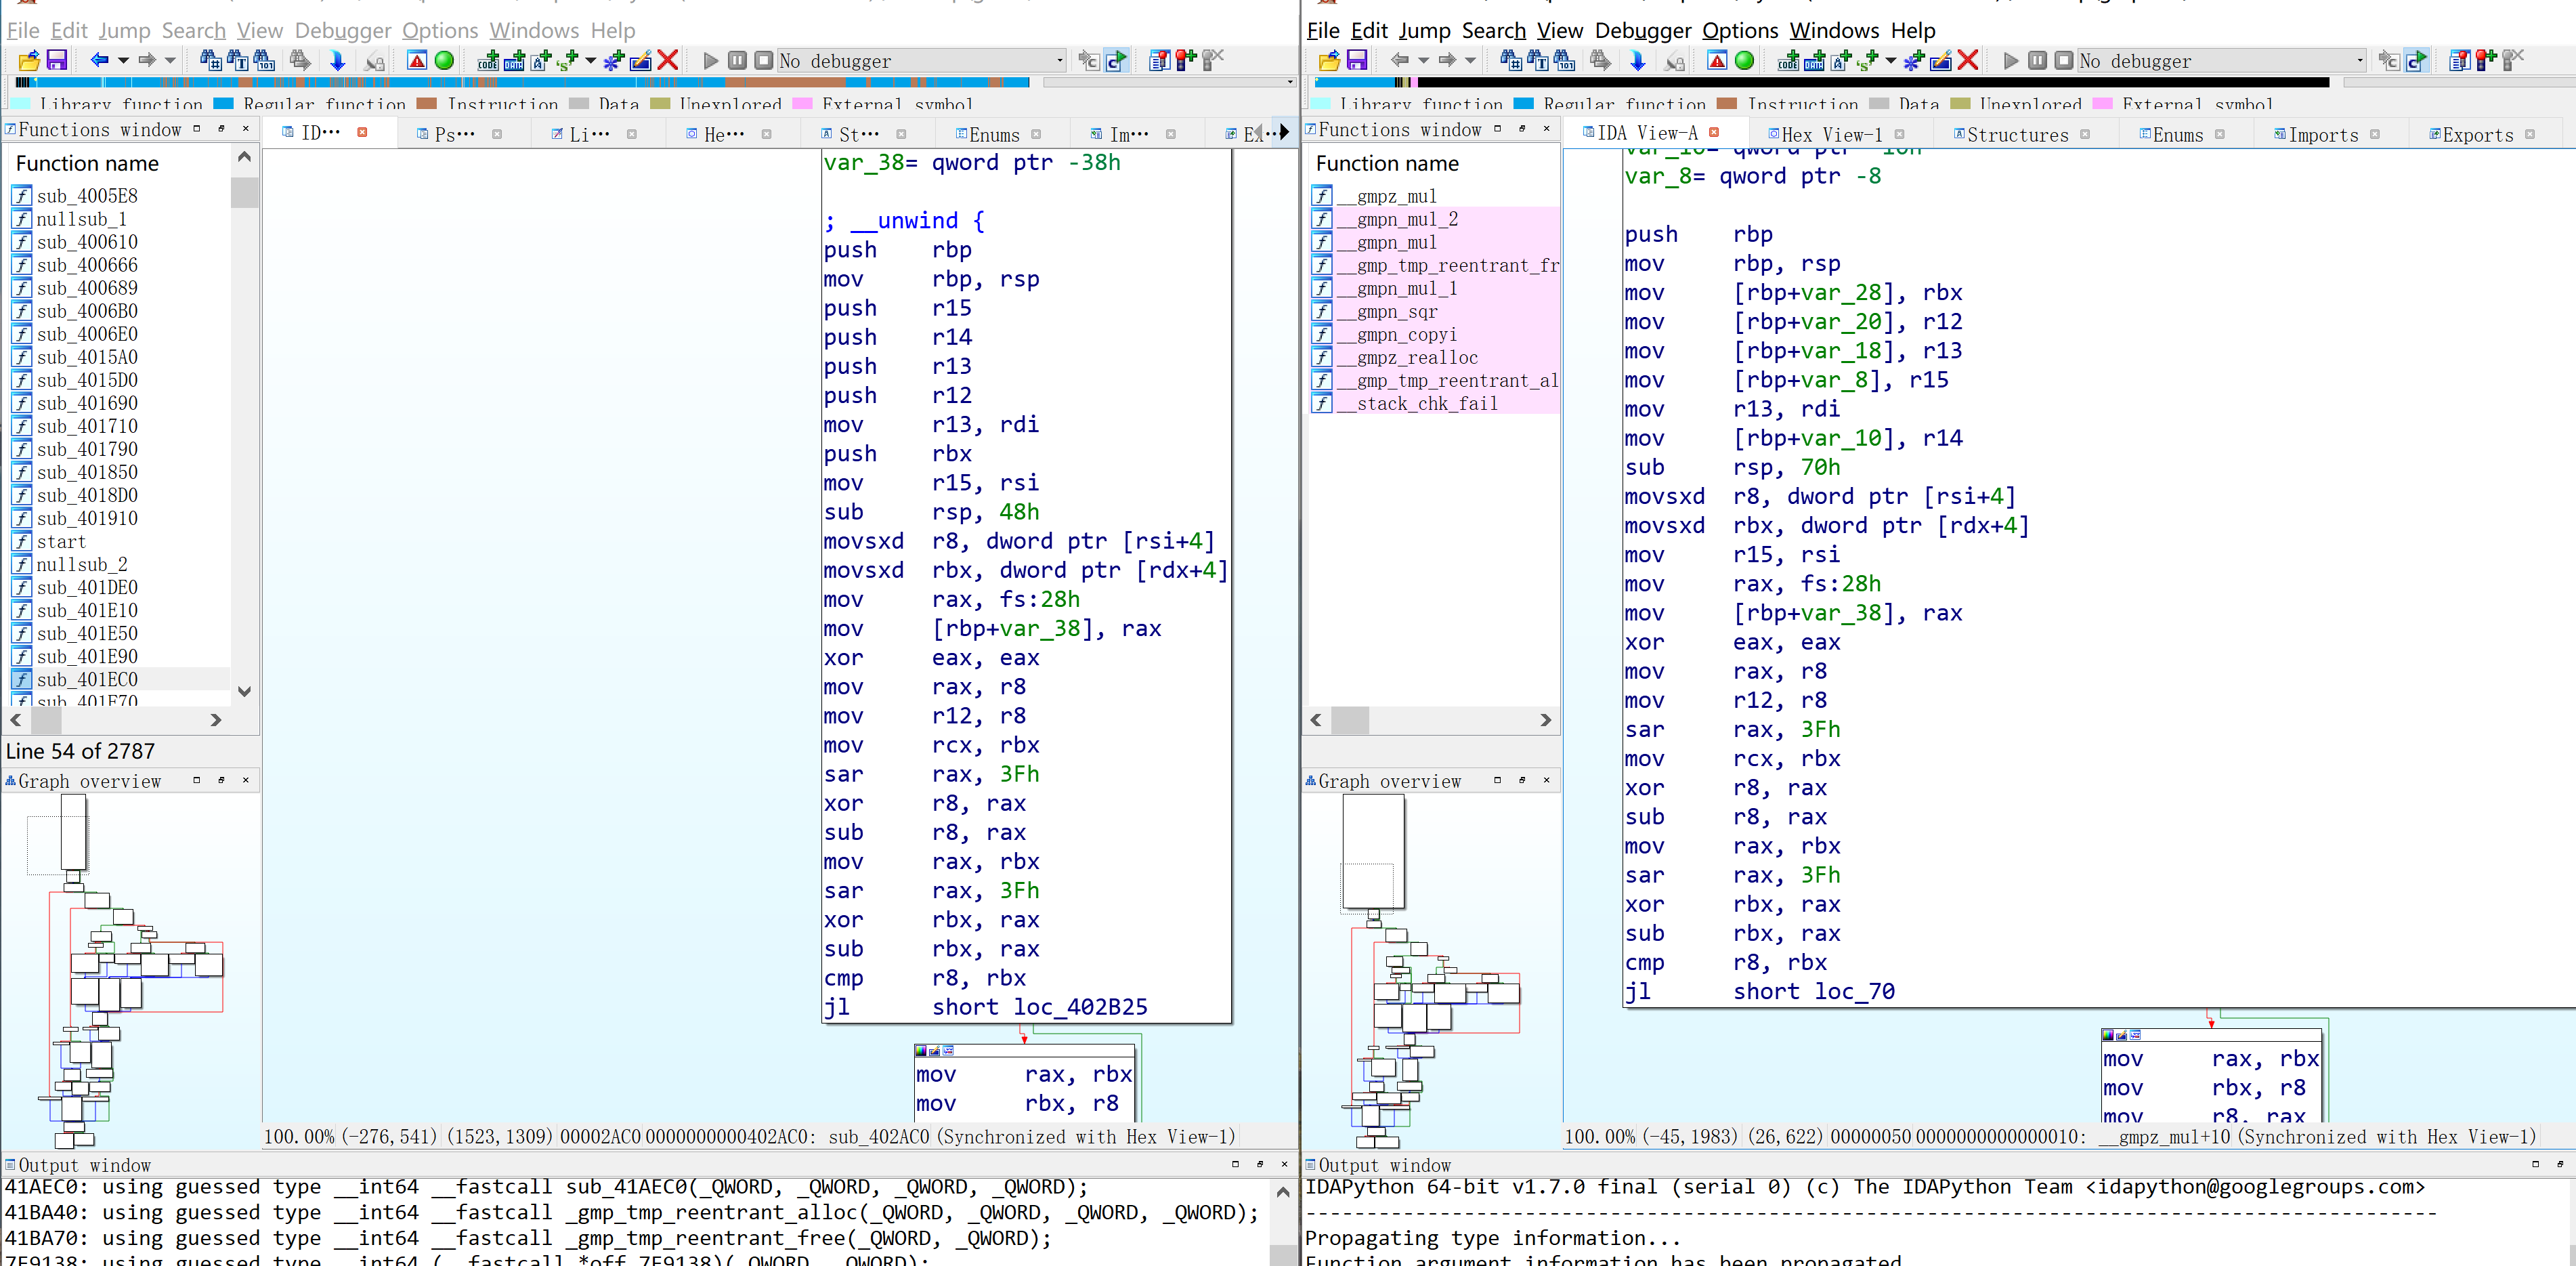 File Edit Jump Search View Debugger Options Windows Help
No debugger
Library function Regular function Instruction Data Unexplored External symbol
Functions window
ID··· Ps··· Li··· He··· St··· Enums Im··· Ex···
Function name
sub_4005E8
nullsub_1
sub_400610
sub_400666
sub_400689
sub_4006B0
sub_4006E0
sub_4015A0
sub_4015D0
sub_401690
sub_401710
sub_401790
sub_401850
sub_4018D0
sub_401910
start
nullsub_2
sub_401DE0
sub_401E10
sub_401E50
sub_401E90
sub_401EC0
sub_401F70
Line 54 of 2787
Graph overview
var_38= qword ptr -38h
; __unwind {
push rbp
mov rbp, rsp
push r15
push r14
push r13
push r12
mov r13, rdi
push rbx
mov r15, rsi
sub rsp, 48h
movsxd r8, dword ptr [rsi+4]
movsxd rbx, dword ptr [rdx+4]
mov rax, fs:28h
mov [rbp+var_38], rax
xor eax, eax
mov rax, r8
mov r12, r8
mov rcx, rbx
sar rax, 3Fh
xor r8, rax
sub r8, rax
mov rax, rbx
sar rax, 3Fh
xor rbx, rax
sub rbx, rax
cmp r8, rbx
jl short loc_402B25
mov rax, rbx
mov rbx, r8
100.00% (-276,541) (1523,1309) 00002AC0 0000000000402AC0: sub_402AC0 (Synchronized with Hex View-1)
Output window
41AEC0: using guessed type __int64 __fastcall sub_41AEC0(_QWORD, _QWORD, _QWORD, _QWORD);
41BA40: using guessed type __int64 __fastcall _gmp_tmp_reentrant_alloc(_QWORD, _QWORD, _QWORD, _QWORD);
41BA70: using guessed type __int64 __fastcall _gmp_tmp_reentrant_free(_QWORD, _QWORD);
7E9138: using guessed type __int64 (__fastcall *off_7E9138)(_QWORD, _QWORD);
File Edit Jump Search View Debugger Options Windows Help
No debugger
Library function Regular function Instruction Data Unexplored External symbol
Functions window
IDA View-A Hex View-1 Structures Enums Imports Exports
Function name
__gmpz_mul
__gmpn_mul_2
__gmpn_mul
__gmp_tmp_reentrant_fr
__gmpn_mul_1
__gmpn_sqr
__gmpn_copyi
__gmpz_realloc
__gmp_tmp_reentrant_al
__stack_chk_fail
Graph overview
var_10= qword ptr -10h
var_8= qword ptr -8
push rbp
mov rbp, rsp
mov [rbp+var_28], rbx
mov [rbp+var_20], r12
mov [rbp+var_18], r13
mov [rbp+var_8], r15
mov r13, rdi
mov [rbp+var_10], r14
sub rsp, 70h
movsxd r8, dword ptr [rsi+4]
movsxd rbx, dword ptr [rdx+4]
mov r15, rsi
mov rax, fs:28h
mov [rbp+var_38], rax
xor eax, eax
mov rax, r8
mov r12, r8
sar rax, 3Fh
mov rcx, rbx
xor r8, rax
sub r8, rax
mov rax, rbx
sar rax, 3Fh
xor rbx, rax
sub rbx, rax
cmp r8, rbx
jl short loc_70
mov rax, rbx
mov rbx, r8
mov r8, rax
100.00% (-45,1983) (26,622) 00000050 0000000000000010: __gmpz_mul+10 (Synchronized with Hex View-1)
Output window
IDAPython 64-bit v1.7.0 final (serial 0) (c) The IDAPython Team <idapython@googlegroups.com>
-----------------------------------------------------------------------------------------
Propagating type information...
Function argument information has been propagated